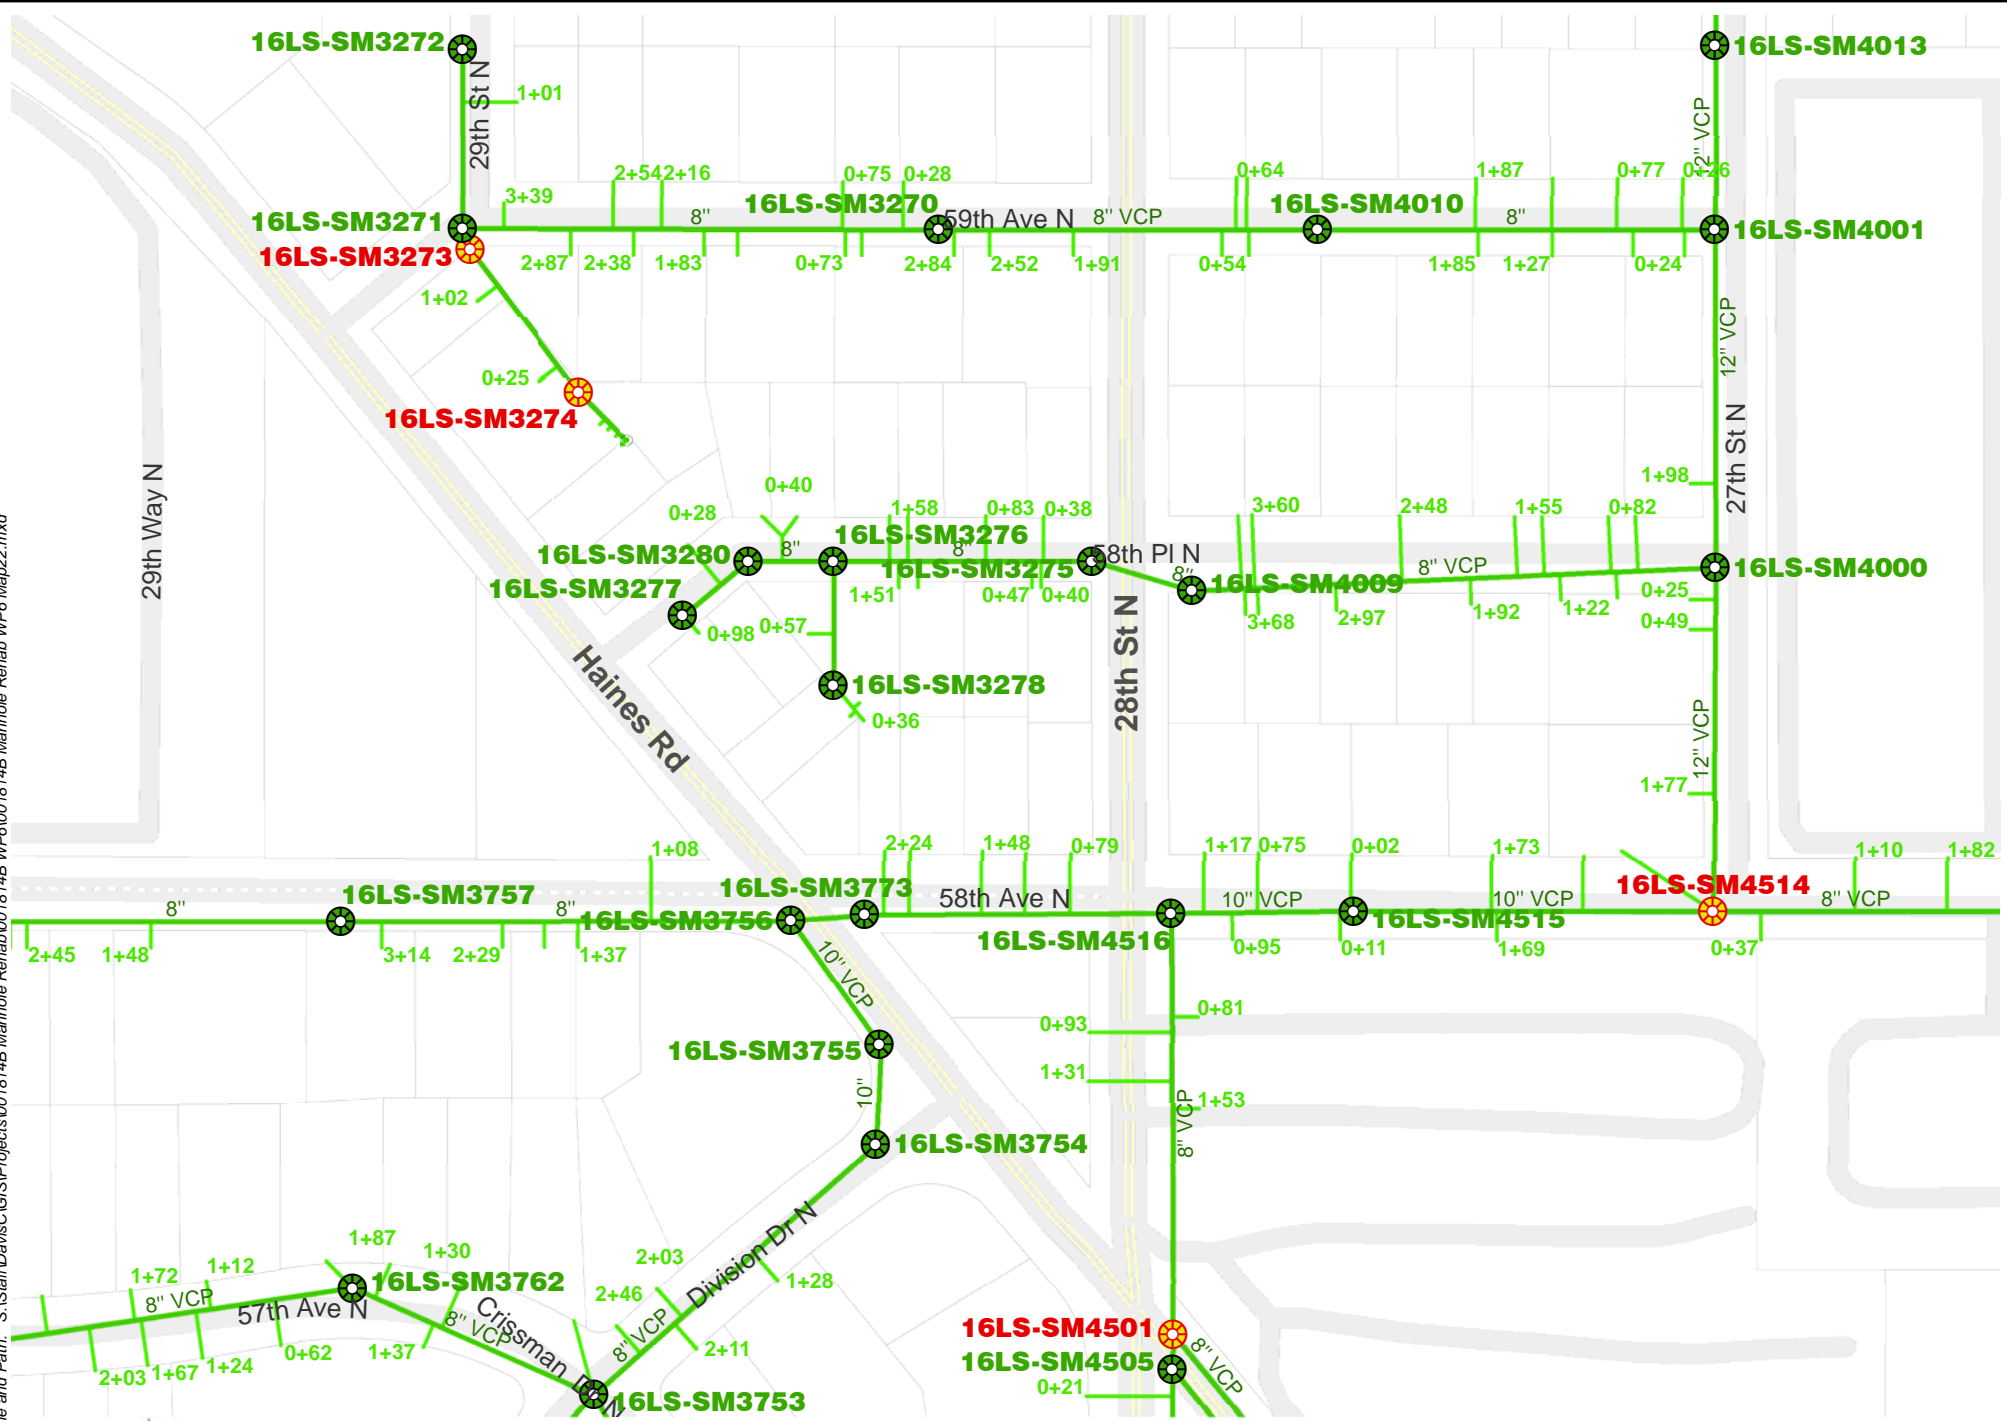 16LS-SM3272
16LS-SM4013
1+01
29th St N
12" VCP
2+54
2+16
0+75
0+28
0+64
1+87
0+77
0+26
3+39
16LS-SM3271
8"
16LS-SM3270
59th Ave N
8" VCP
16LS-SM4010
8"
16LS-SM4001
16LS-SM3273
2+87
2+38
1+83
0+73
2+84
2+52
1+91
0+54
1+85
1+27
0+24
1+02
12" VCP
0+25
16LS-SM3274
27th St N
29th Way N
0+40
1+98
0+28
1+58
0+83
0+38
3+60
2+48
1+55
0+82
16LS-SM3276
16LS-SM3280
8"
8"
58th Pl N
16LS-SM3275
8"
8" VCP
16LS-SM4000
16LS-SM3277
16LS-SM4009
1+51
0+47
0+40
0+25
3+68
2+97
1+92
1+22
0+49
0+98
0+57
28th St N
Haines Rd
16LS-SM3278
0+36
12" VCP
1+77
1+08
2+24
1+48
0+79
1+17
0+75
0+02
1+73
1+10
1+82
16LS-SM3757
16LS-SM3773
58th Ave N
16LS-SM4514
8"
8"
10" VCP
10" VCP
8" VCP
16LS-SM3756
16LS-SM4515
16LS-SM4516
2+45
1+48
3+14
2+29
1+37
0+95
0+11
1+69
0+37
10" VCP
0+81
0+93
16LS-SM3755
1+31
10"
1+53
8" VCP
16LS-SM3754
1+87
1+30
2+03
Division Dr N
1+72
1+12
16LS-SM3762
1+28
2+46
8" VCP
57th Ave N
Crissman Dr N
8" VCP
8" VCP
16LS-SM4501
2+11
0+62
1+37
16LS-SM4505
8" VCP
2+03
1+67
1+24
0+21
16LS-SM3753